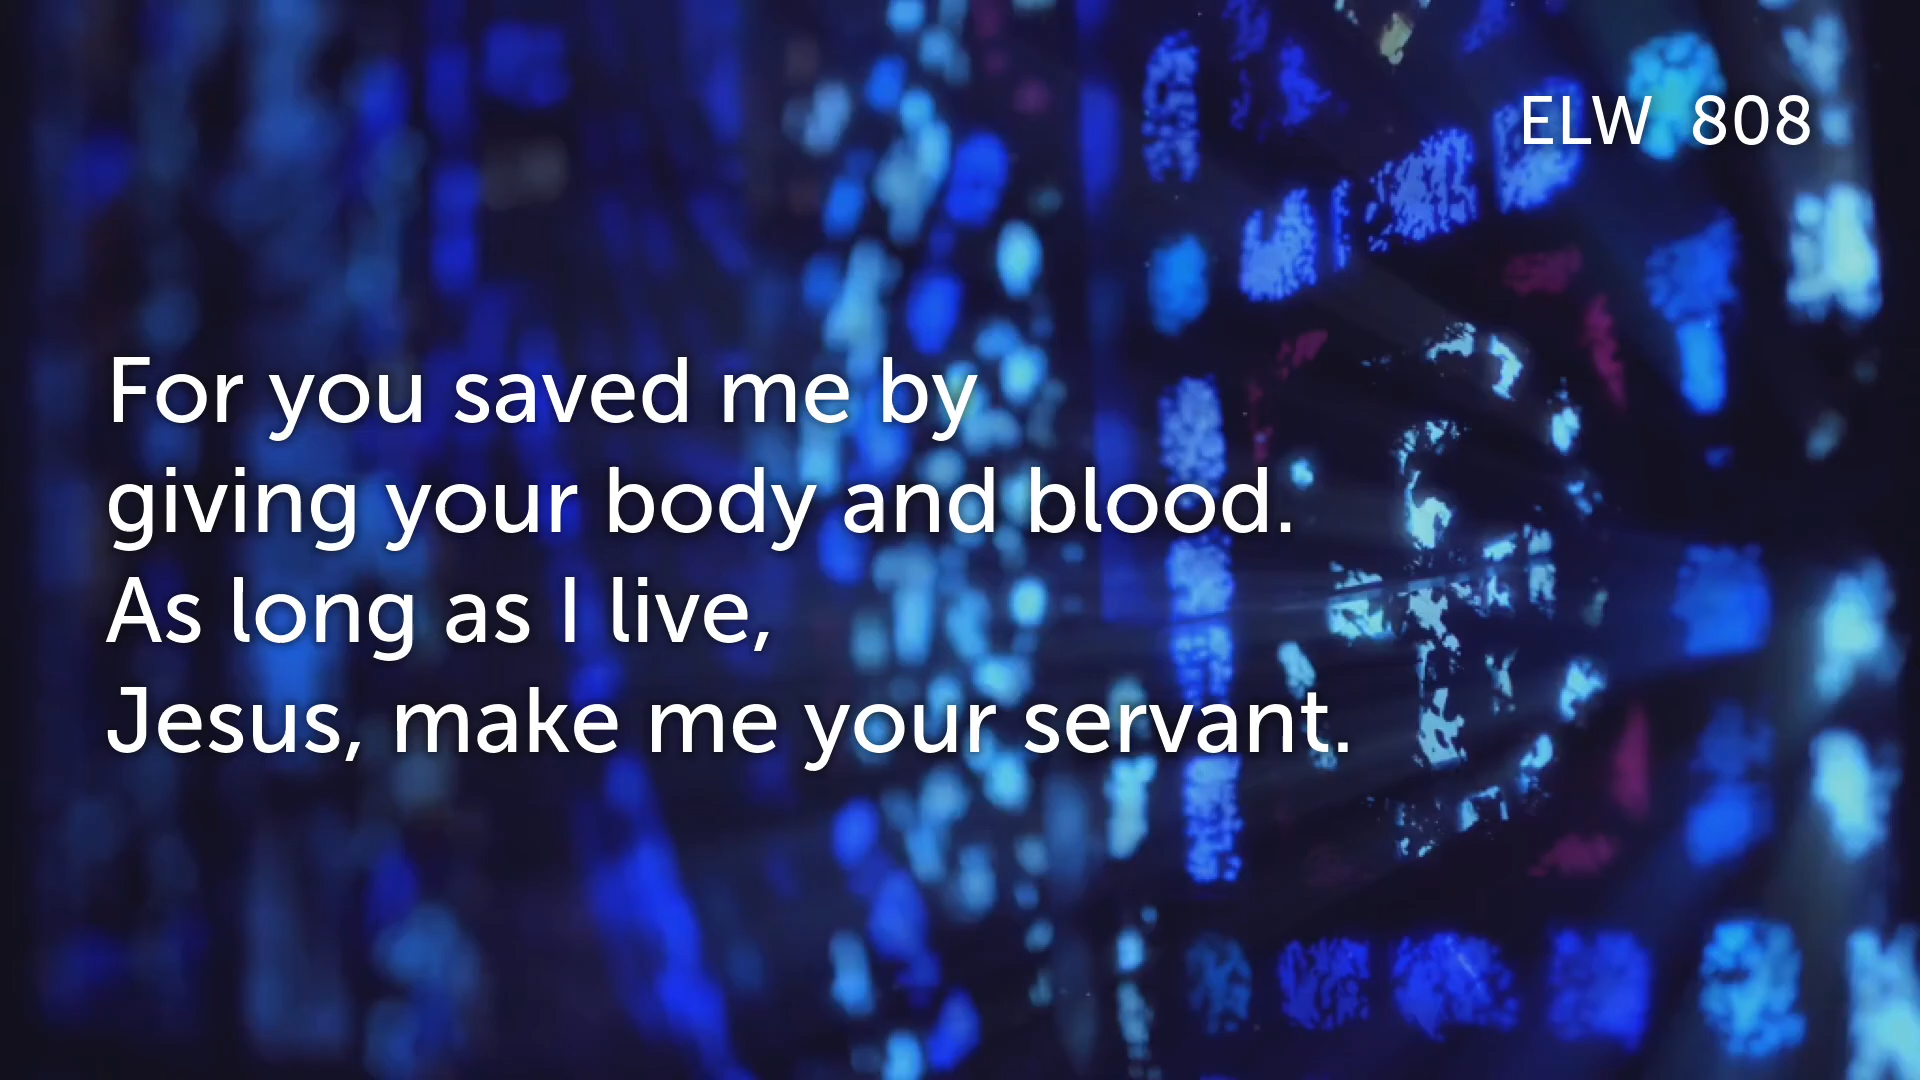 ELW 808
For you saved me by
giving your body and blood.
As long as I live,
Jesus, make me your servant.